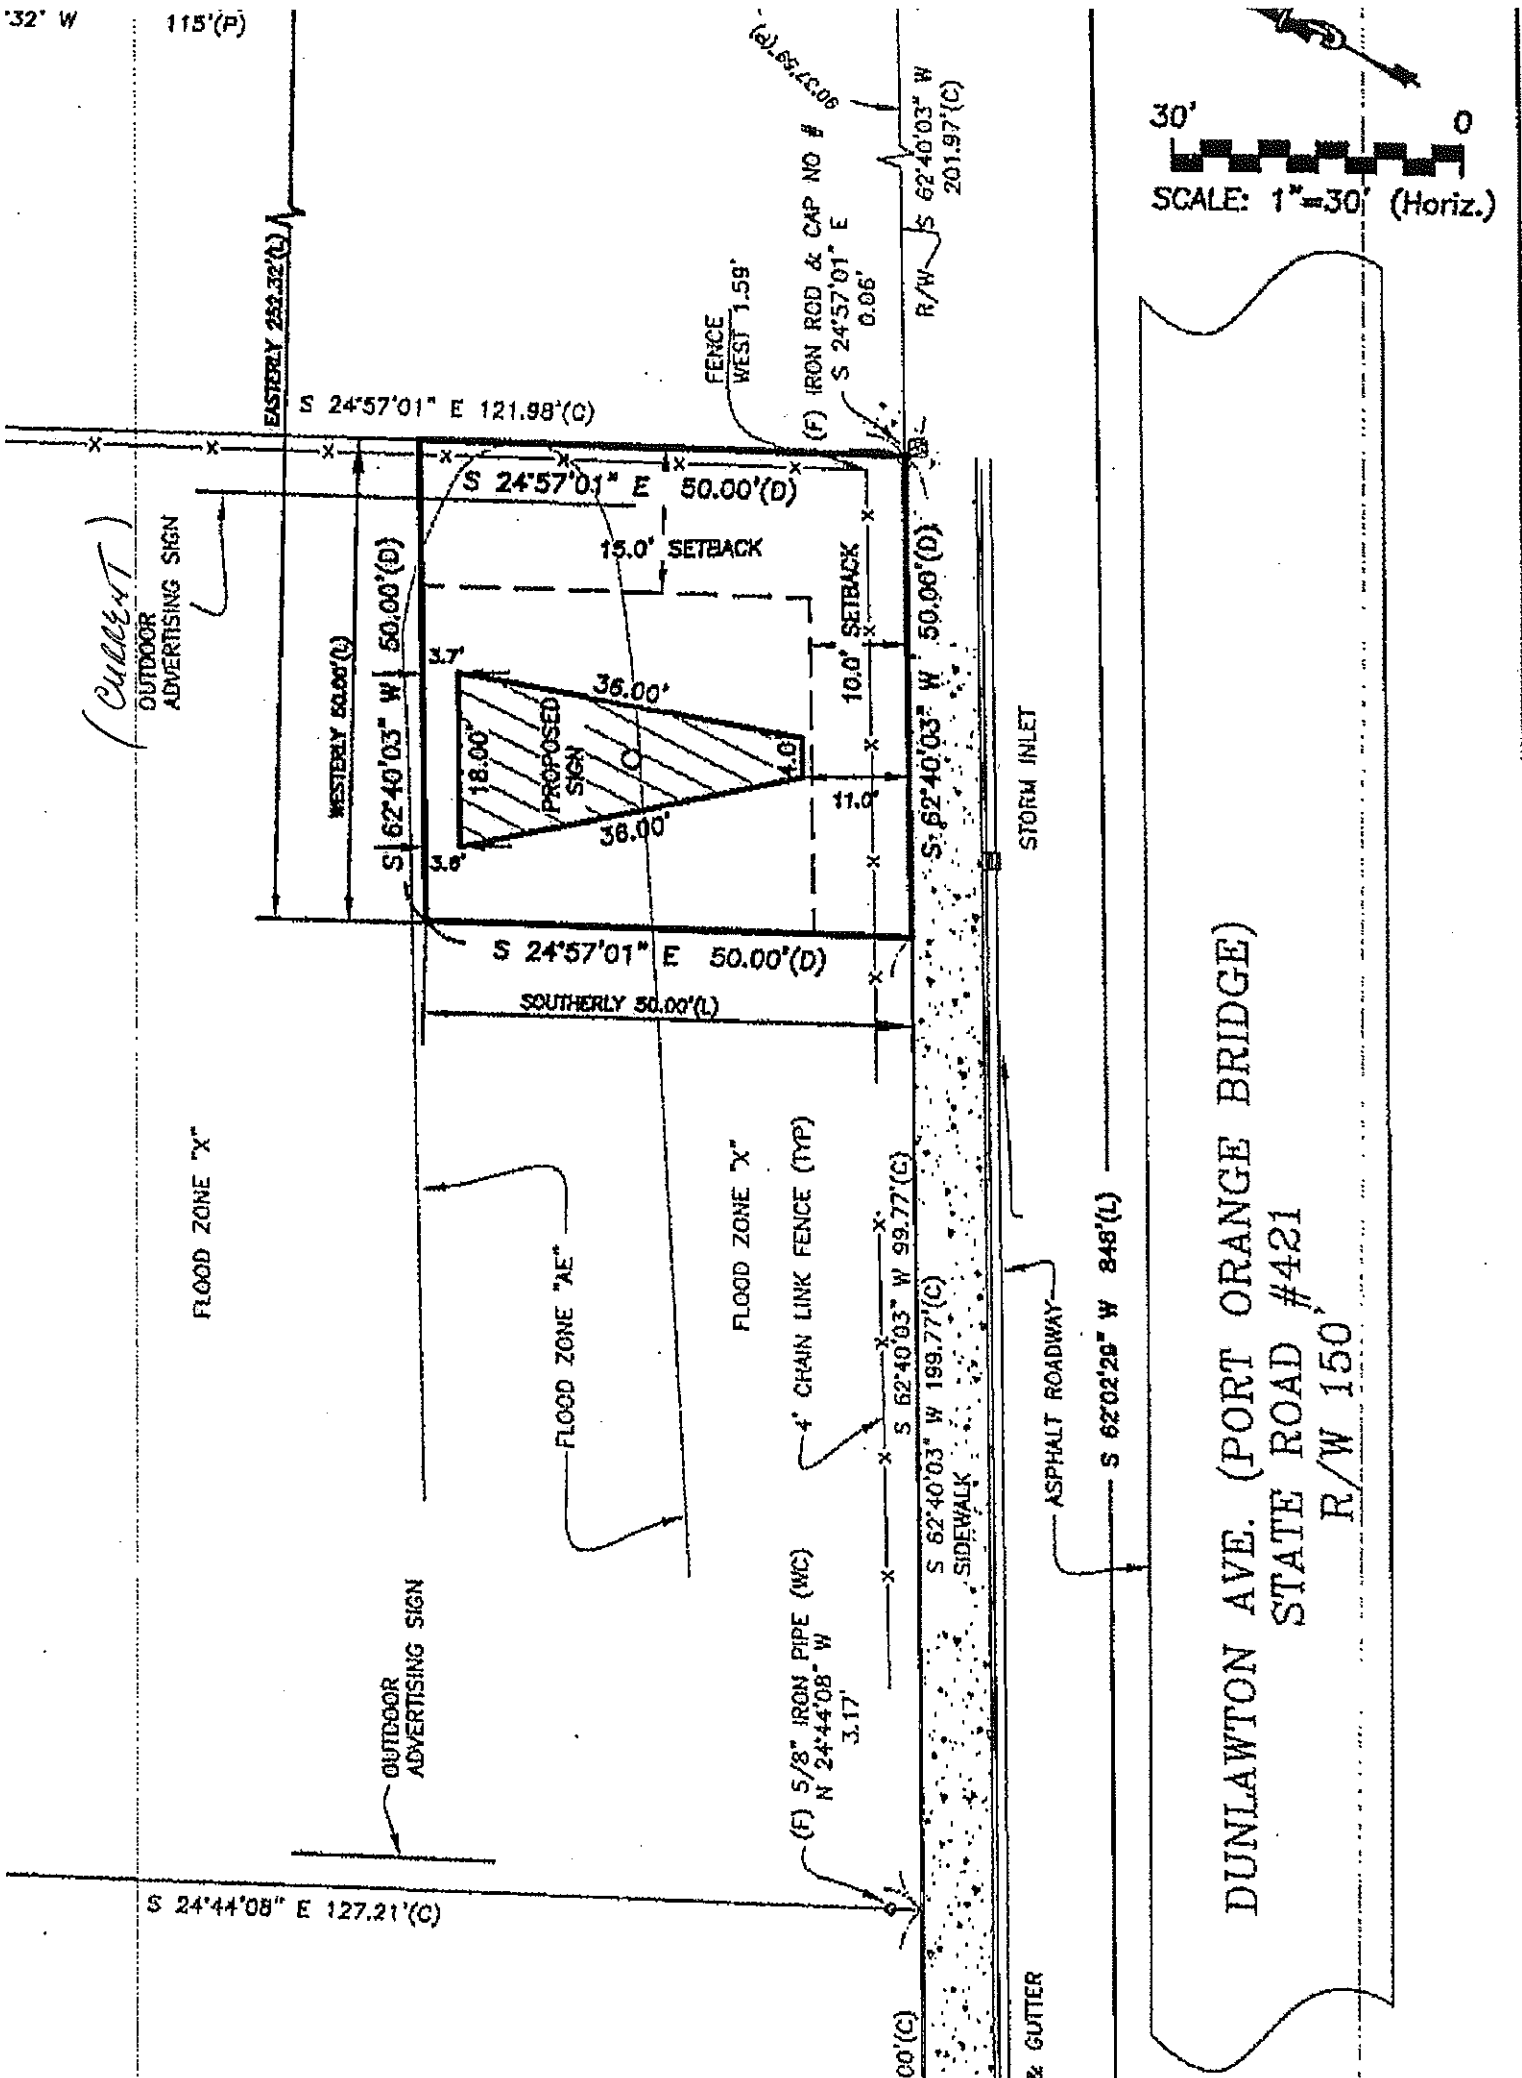 '32" W
115'(P)
90.37.59"(P)
30'
0
SCALE: 1"=30' (Horiz.)
S 62°40'03" W
201.97'(C)
R/W
(F) IRON ROD & CAP NO #
S 24°57'01" E
0.06'
FENCE
WEST 1.59'
EASTERLY 252.32'(L)
S 24°57'01" E 121.98'(C)
S 24°57'01" E 50.00'(D)
(CURRENT)
OUTDOOR
ADVERTISING SIGN
15.0' SETBACK
10.0' SETBACK
WESTERLY 50.00'(L)
S 62°40'03" W 50.00'(D)
S 62°40'03" W 50.00'(D)
3.7'
36.00'
18.00'
PROPOSED
SIGN
4.0'
36.00'
3.6'
11.0'
STORM INLET
S 24°57'01" E 50.00'(D)
SOUTHERLY 50.00'(L)
FLOOD ZONE "X"
FLOOD ZONE "AE"
FLOOD ZONE "X"
4' CHAIN LINK FENCE (TYP)
S 62°40'03" W 99.77'(C)
S 62°40'03" W 199.77'(C)
SIDEWALK
ASPHALT ROADWAY
S 62°02'29" W 848'(L)
DUNLAWTON AVE. (PORT ORANGE BRIDGE)
STATE ROAD #421
R/W 150'
OUTDOOR
ADVERTISING SIGN
(F) 5/8" IRON PIPE (WC)
N 24°44'08" W
3.17'
S 24°44'08" E 127.21'(C)
00'(C)
& GUTTER